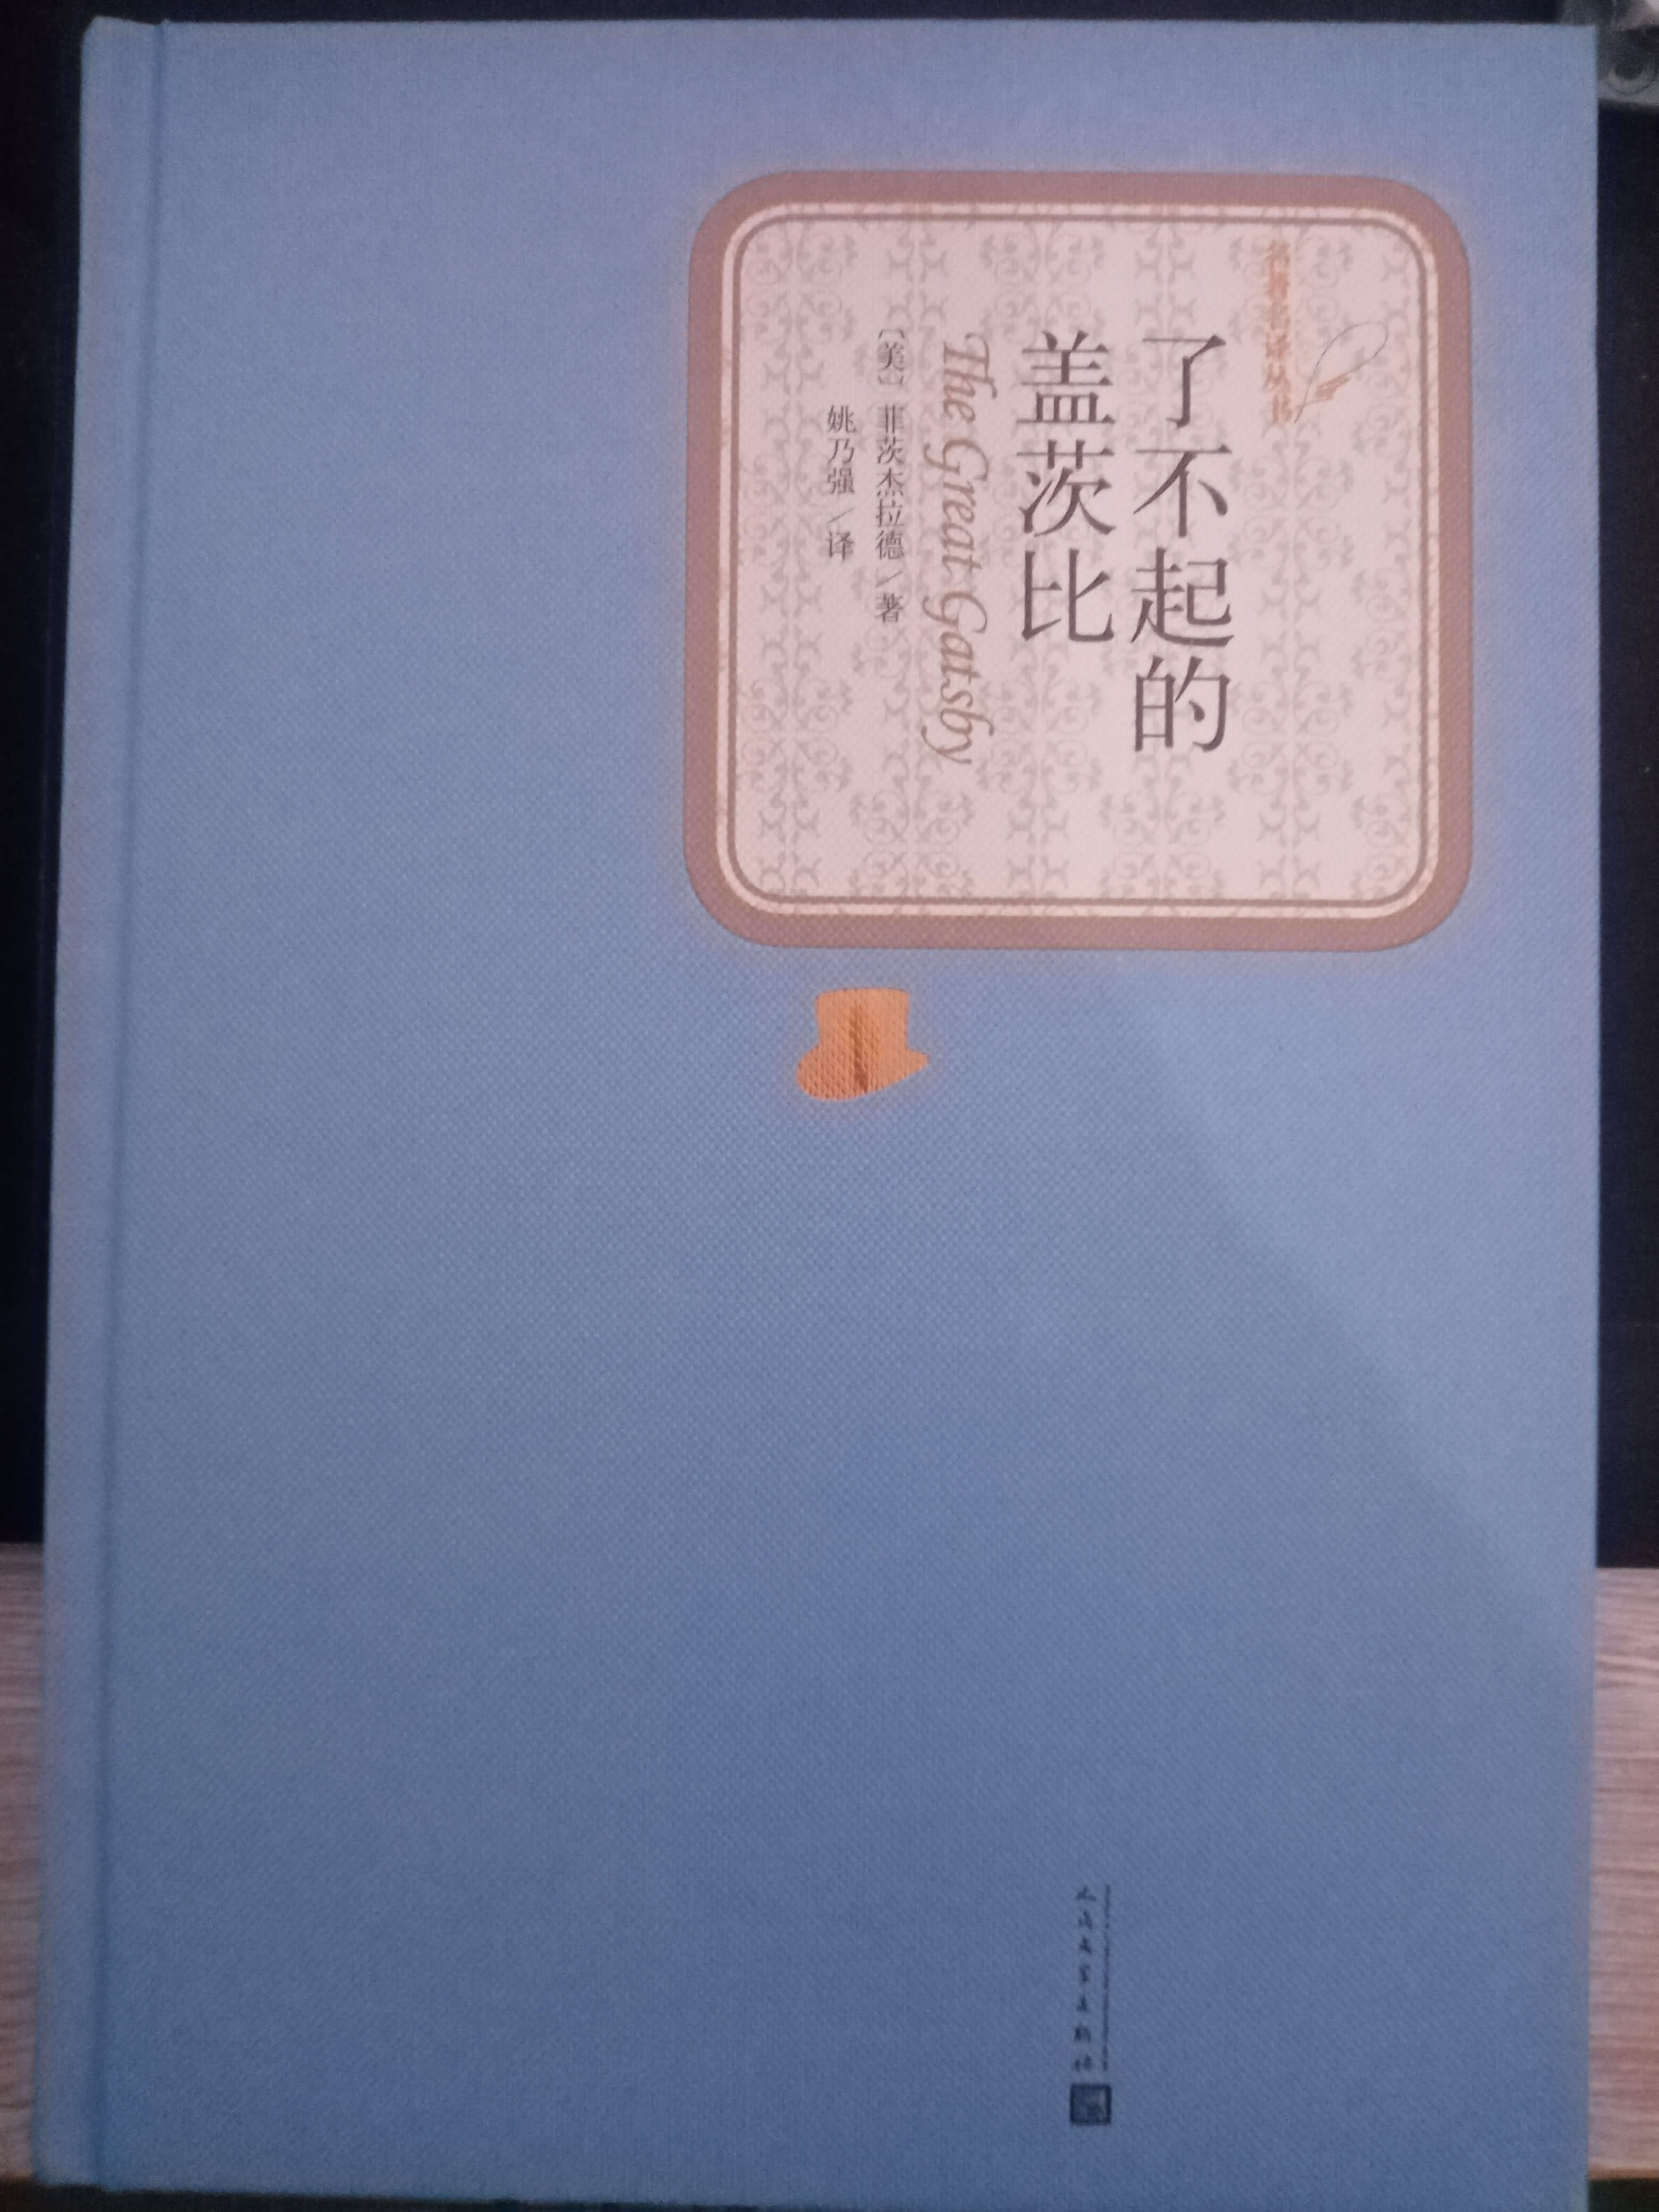 名著名译丛书
了不起的
盖茨比
The Great Gatsby
〔美〕菲茨杰拉德/著
姚乃强/译
人民文学出版社